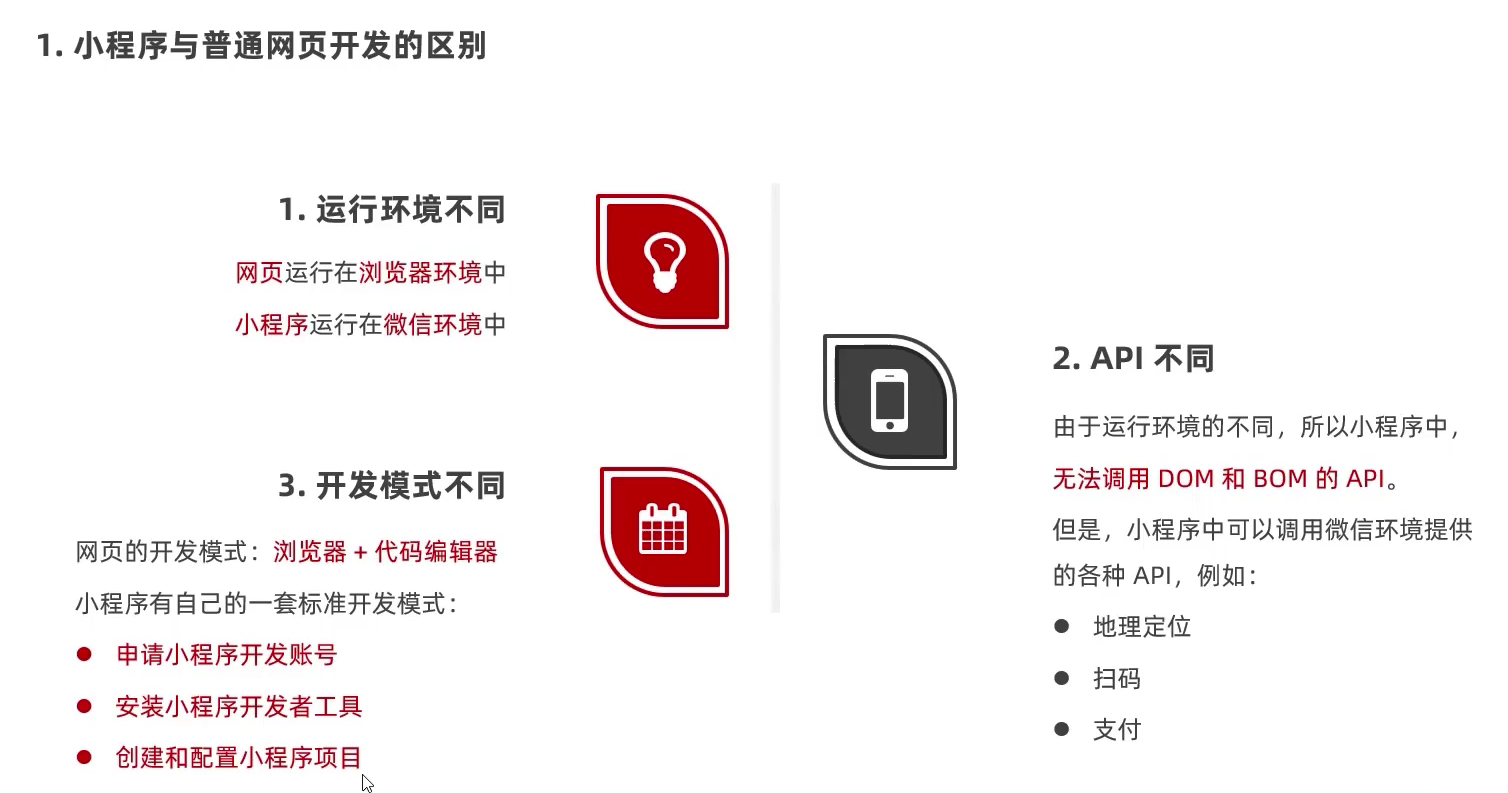 1. 小程序与普通网页开发的区别
1. 运行环境不同
网页运行在浏览器环境中
小程序运行在微信环境中
2. API 不同
由于运行环境的不同，所以小程序中，
无法调用 DOM 和 BOM 的 API。
但是，小程序中可以调用微信环境提供
的各种 API，例如：
● 地理定位
● 扫码
● 支付
3. 开发模式不同
网页的开发模式：浏览器 + 代码编辑器
小程序有自己的一套标准开发模式：
● 申请小程序开发账号
● 安装小程序开发者工具
● 创建和配置小程序项目